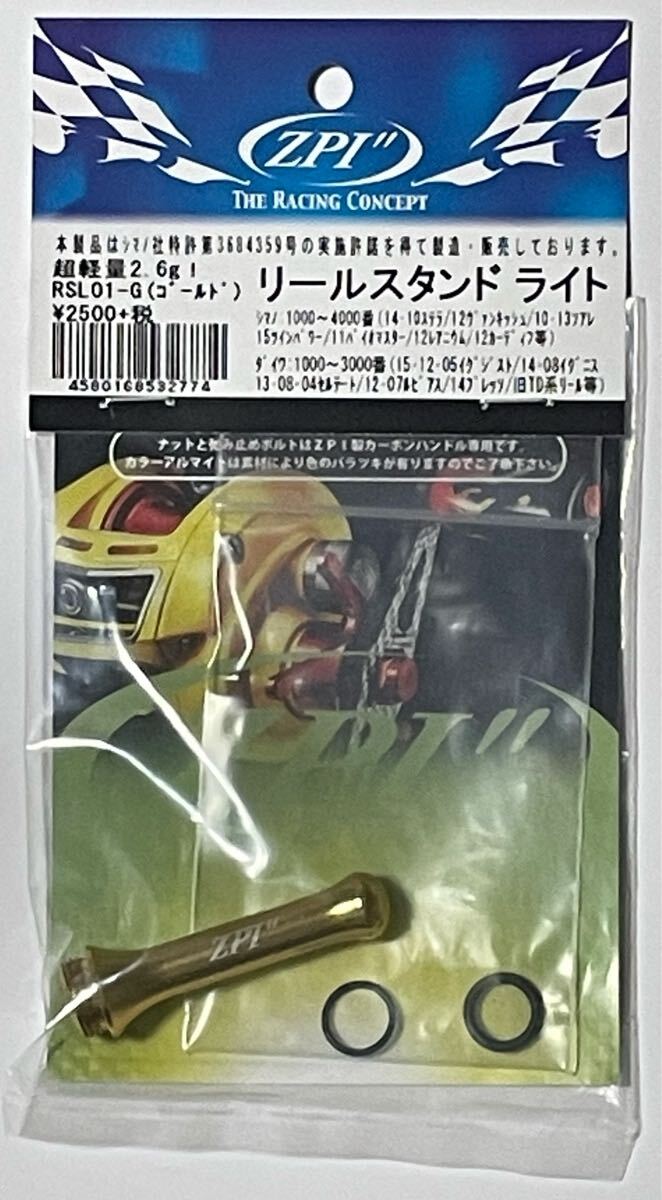 ZPI"
THE RACING CONCEPT
本製品はｼﾏﾉ社特許第3684359号の実施許諾を得て製造・販売しております。
超軽量2.6g!
RSL01-G(ｺﾞｰﾙﾄﾞ)
¥2500+税
リールスタンド ライト
ｼﾏﾉ:1000～4000番(14･10ｽﾃﾗ/12ｳﾞｧﾝｷｯｼｭ/10･13ｿｱﾚ
15ﾂｲﾝﾊﾟﾜｰ/11ﾊﾞｲｵﾏｽﾀｰ/12ﾚｱﾆｳﾑ/12ｶｰﾃﾞｨﾌ等)
ﾀﾞｲﾜ:1000～3000番(15･12･05ｲｸﾞｼﾞｽﾄ/14･08ｲｸﾞﾆｽ
13･08･04ｾﾙﾃｰﾄ/12･07ﾙﾋﾞｱｽ/14ﾌﾞﾚｯｿ/旧TD系ﾘｰﾙ等)
4580168532774
ナットと緩み止めボルトはZPI製カーボンハンドル専用です。
カラーアルマイトは素材により色のバラツキが有りますのでご了承下さい。
ZPI"
ZPI"